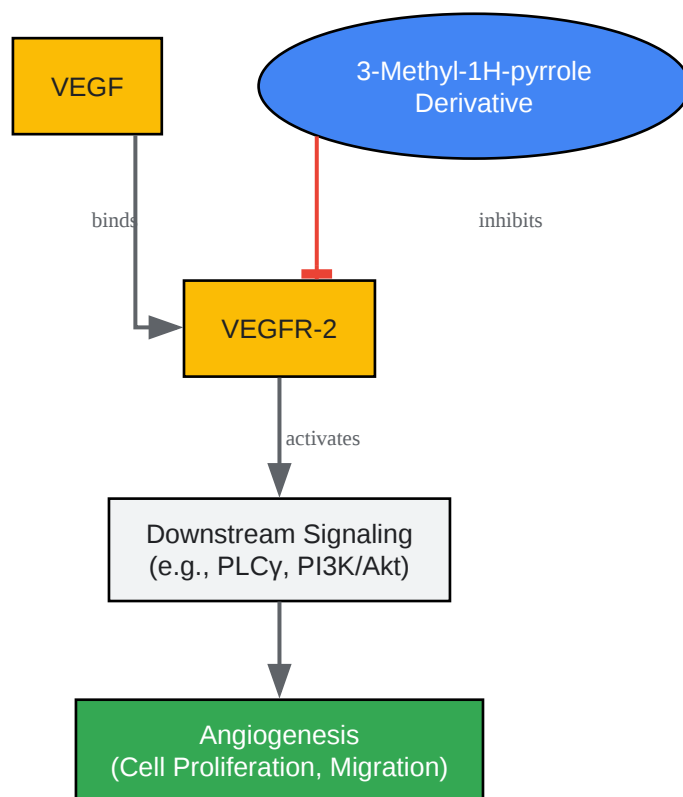 VEGF
3-Methyl-1H-pyrrole
Derivative
binds
inhibits
VEGFR-2
activates
Downstream Signaling
(e.g., PLCγ, PI3K/Akt)
Angiogenesis
(Cell Proliferation, Migration)